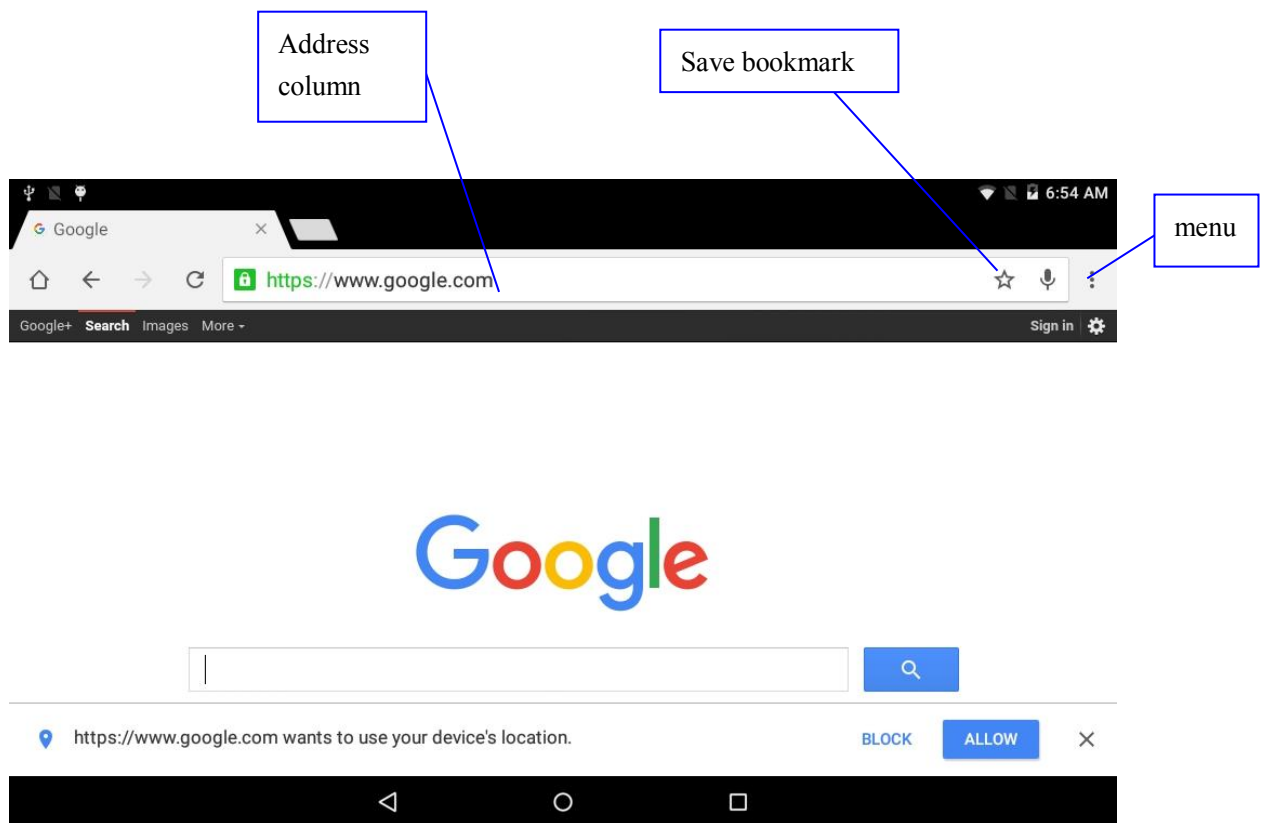 Address
column
Save bookmark
menu
6:54 AM
G Google
https://www.google.com
Google+ Search Images More
Sign in
Google
https://www.google.com wants to use your device's location.
BLOCK
ALLOW